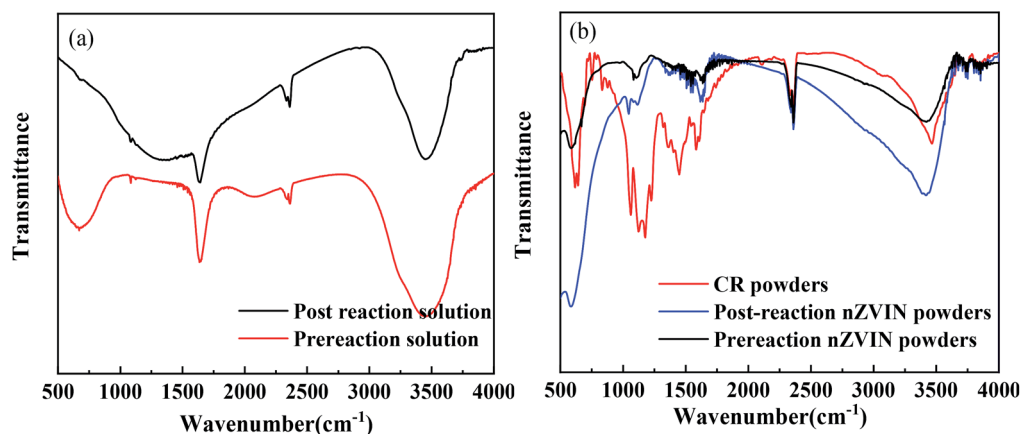 (a)
Transmittance
Post reaction solution
Prereaction solution
500 1000 1500 2000 2500 3000 3500 4000
Wavenumber(cm-1)
(b)
Transmittance
CR powders
Post-reaction nZVIN powders
Prereaction nZVIN powders
500 1000 1500 2000 2500 3000 3500 4000
Wavenumber(cm-1)